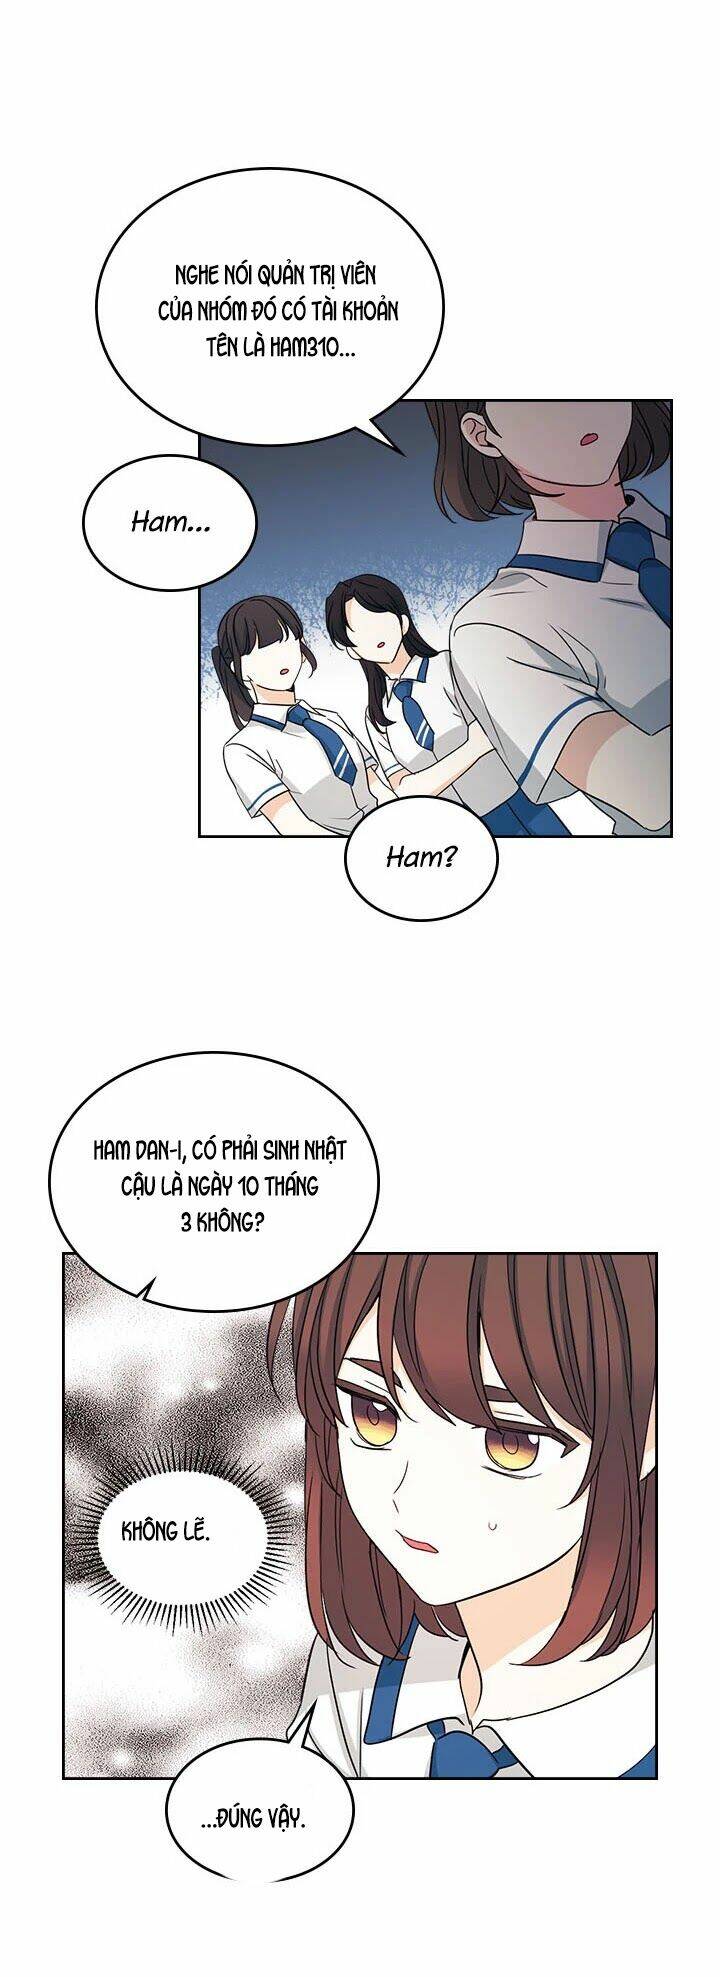 NGHE NÓI QUẢN TRỊ VIÊN
CỦA NHÓM ĐÓ CÓ TÀI KHOẢN
TÊN LÀ HAM310...
Ham...
Ham?
HAM DAN-I, CÓ PHẢI SINH NHẬT
CẬU LÀ NGÀY 10 THÁNG
3 KHÔNG?
KHÔNG LẼ.
...ĐÚNG VẬY.